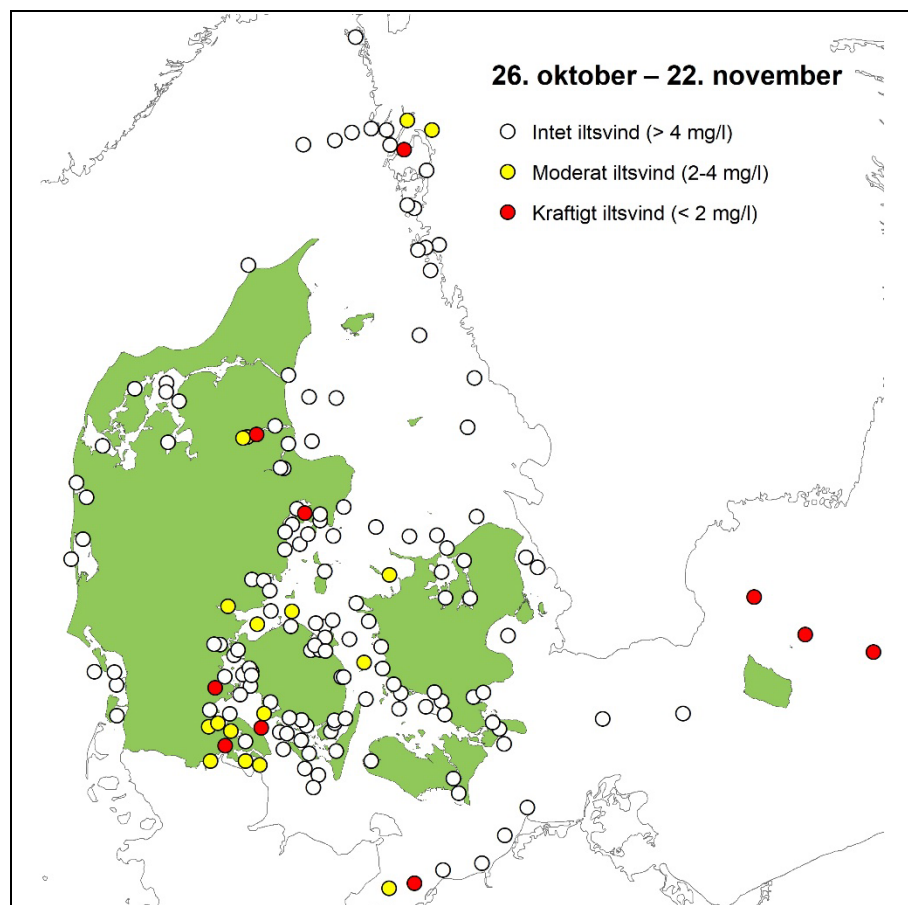 26. oktober – 22. november
Intet iltsvind (> 4 mg/l)
Moderat iltsvind (2-4 mg/l)
Kraftigt iltsvind (< 2 mg/l)